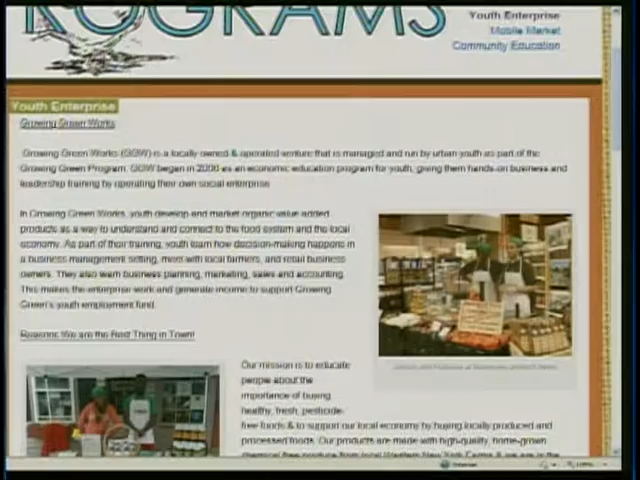 ROGRAMS
Youth Enterprise
Mobile Market
Community Education
Youth Enterprise
Growing Green Works
Growing Green Works (GGW) is a locally owned & operated venture that is managed and run by urban youth as part of the
Growing Green Program. GGW began in as an economic education program for youth, giving them hands-on business and
leadership training by operating their own social enterprise
In Growing Green Works, youth develop and market organic value added
products as a way to understand and connect to the food system and the local
economy. As part of their training, youth learn how decision-making happens in
a business management setting, meet with local farmers, and retail business
owners. They also learn business planning, marketing, sales and accounting.
This makes the enterprise work and generate income to support Growing
Green's youth employment fund.
Reasons We are the Best Thing in Town!
Our mission is to educate
people about the
importance of buying
healthy, fresh, pesticide-
free foods & to support our local economy by buying locally produced and
processed foods. Our products are made with high-quality, home-grown
chemical free produce from local Western New York